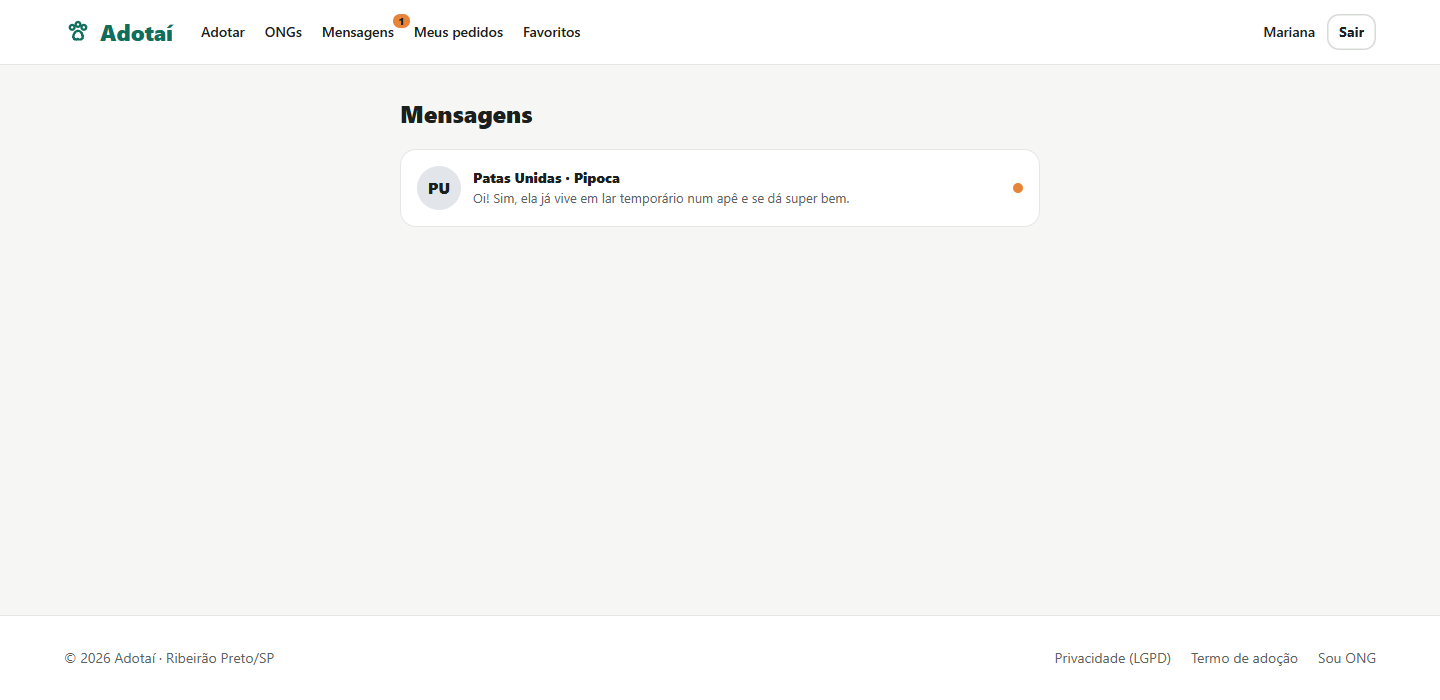 Adotaí Adotar ONGs Mensagens 1 Meus pedidos Favoritos Mariana Sair
Mensagens
PU
Patas Unidas · Pipoca
Oi! Sim, ela já vive em lar temporário num apê e se dá super bem.
© 2026 Adotaí · Ribeirão Preto/SP Privacidade (LGPD) Termo de adoção Sou ONG